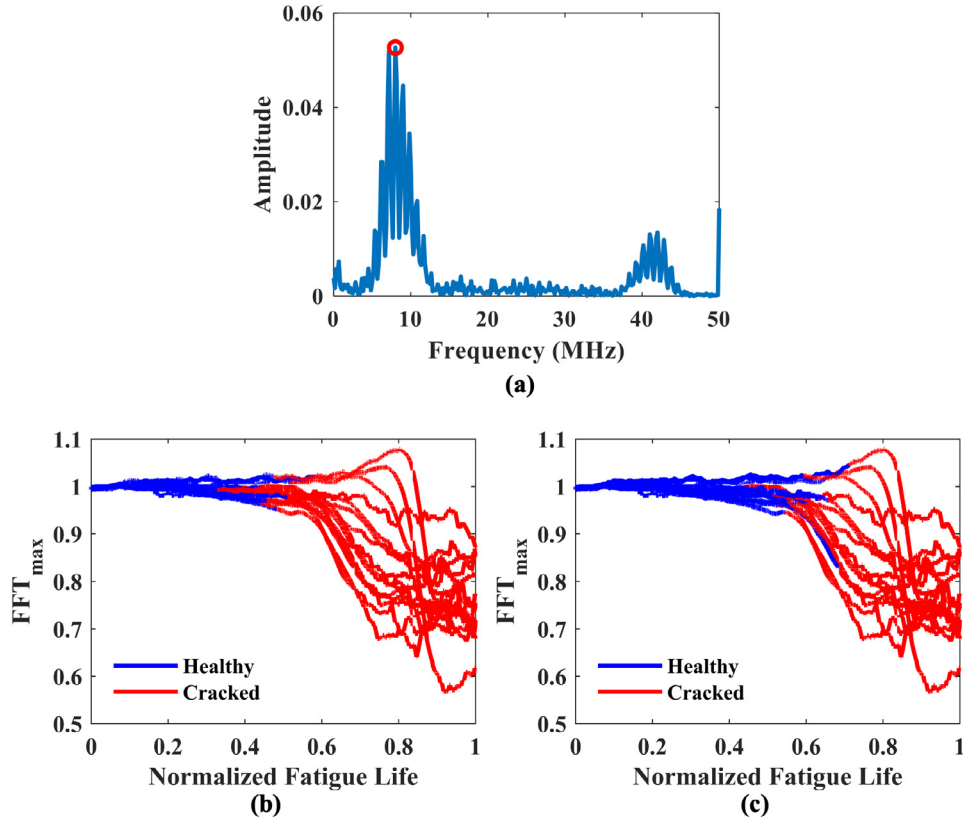 0.06
0.04
0.02
0
Amplitude
0 10 20 30 40 50
Frequency (MHz)
(a)
1.1
1
0.9
0.8
0.7
0.6
0.5
FFT_max
Healthy
Cracked
0 0.2 0.4 0.6 0.8 1
Normalized Fatigue Life
(b)
1.1
1
0.9
0.8
0.7
0.6
0.5
FFT_max
Healthy
Cracked
0 0.2 0.4 0.6 0.8 1
Normalized Fatigue Life
(c)